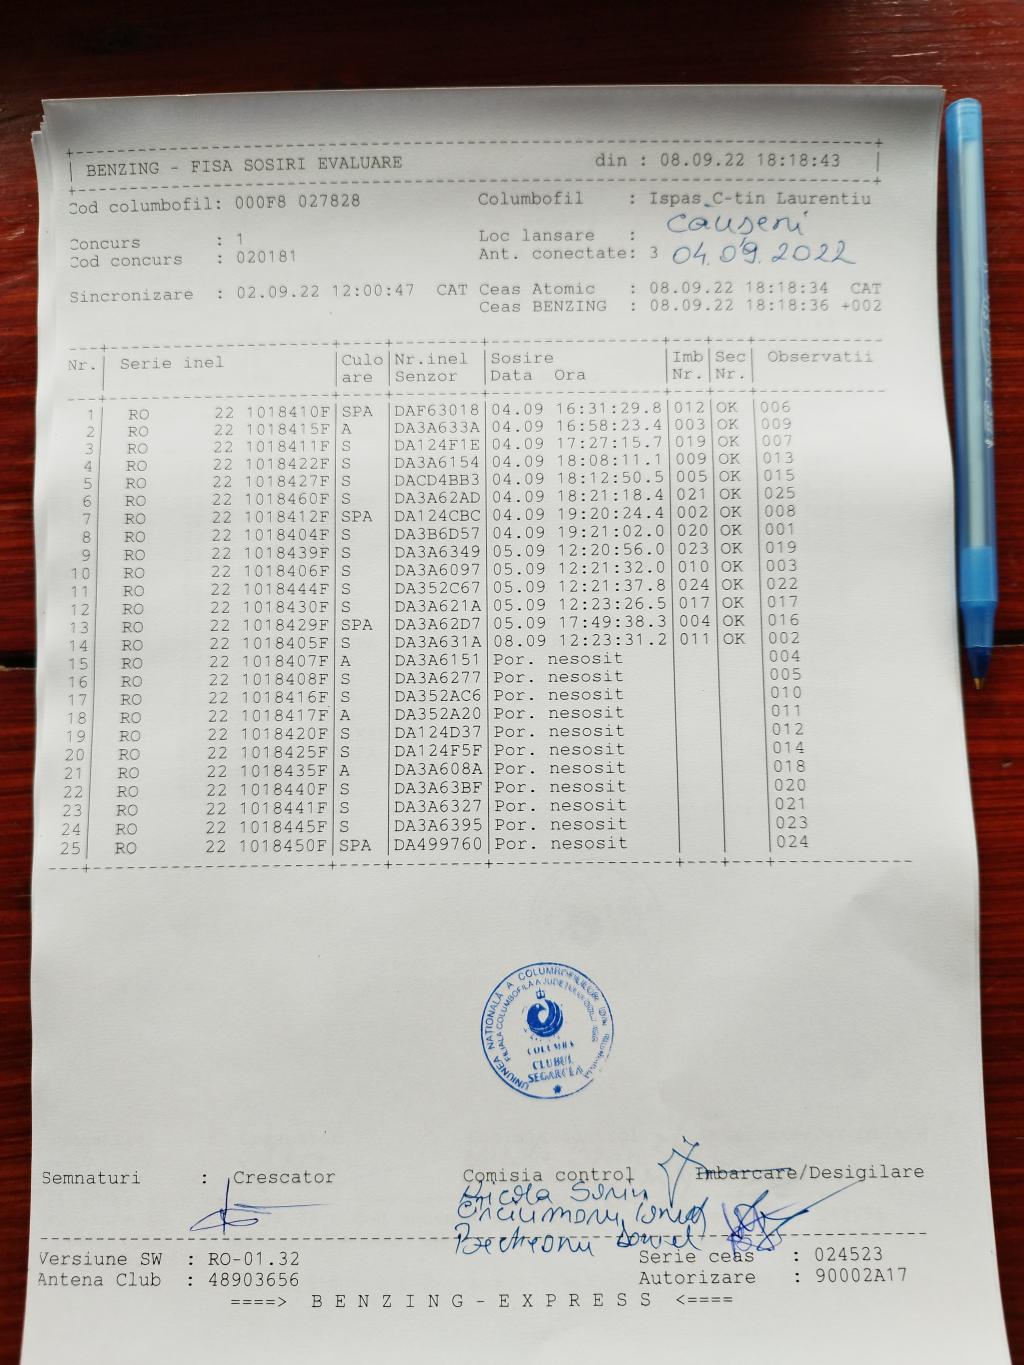 BENZING - FISA SOSIRI EVALUARE din : 08.09.22 18:18:43
Cod columbofil: 000F8 027828 Columbofil : Ispas C-tin Laurentiu
Concurs : 1 Loc lansare : Causeni
Cod concurs : 020181 Ant. conectate: 3 04.09.2022
Sincronizare : 02.09.22 12:00:47 CAT Ceas Atomic : 08.09.22 18:18:34 CAT
Ceas BENZING : 08.09.22 18:18:36 +002
Nr. Serie inel Culo Nr.inel Sosire Imb Sec Observatii
are Senzor Data Ora Nr. Nr.
1 RO 22 1018410F SPA DAF63018 04.09 16:31:29.8 012 OK 006
2 RO 22 1018415F A DA3A633A 04.09 16:58:23.4 003 OK 009
3 RO 22 1018411F S DA124F1E 04.09 17:27:15.7 019 OK 007
4 RO 22 1018422F S DA3A6154 04.09 18:08:11.1 009 OK 013
5 RO 22 1018427F S DACD4BB3 04.09 18:12:50.5 005 OK 015
6 RO 22 1018460F S DA3A62AD 04.09 18:21:18.4 021 OK 025
7 RO 22 1018412F SPA DA124CBC 04.09 19:20:24.4 002 OK 008
8 RO 22 1018404F S DA3B6D57 04.09 19:21:02.0 020 OK 001
9 RO 22 1018439F S DA3A6349 05.09 12:20:56.0 023 OK 019
10 RO 22 1018406F S DA3A6097 05.09 12:21:32.0 010 OK 003
11 RO 22 1018444F S DA352C67 05.09 12:21:37.8 024 OK 022
12 RO 22 1018430F S DA3A621A 05.09 12:23:26.5 017 OK 017
13 RO 22 1018429F SPA DA3A62D7 05.09 17:49:38.3 004 OK 016
14 RO 22 1018405F S DA3A631A 08.09 12:23:31.2 011 OK 002
15 RO 22 1018407F A DA3A6151 Por. nesosit 004
16 RO 22 1018408F S DA3A6277 Por. nesosit 005
17 RO 22 1018416F S DA352AC6 Por. nesosit 010
18 RO 22 1018417F A DA352A20 Por. nesosit 011
19 RO 22 1018420F S DA124D37 Por. nesosit 012
20 RO 22 1018425F S DA124F5F Por. nesosit 014
21 RO 22 1018435F A DA3A608A Por. nesosit 018
22 RO 22 1018440F S DA3A63BF Por. nesosit 020
23 RO 22 1018441F S DA3A6327 Por. nesosit 021
24 RO 22 1018445F S DA3A6395 Por. nesosit 023
25 RO 22 1018450F SPA DA499760 Por. nesosit 024
UNIUNEA NATIONALĂ A COLUMBOFILILOR DIN
FILIALA COLUMBOFILĂ A JUDETULUI
COLUMBA
CLUBUL
SEGARCEA
Semnaturi : Crescator Comisia control Imbarcare/Desigilare
Sorin
Versiune SW : RO-01.32 Serie ceas : 024523
Antena Club : 48903656 Autorizare : 90002A17
====> BENZING-EXPRESS <====